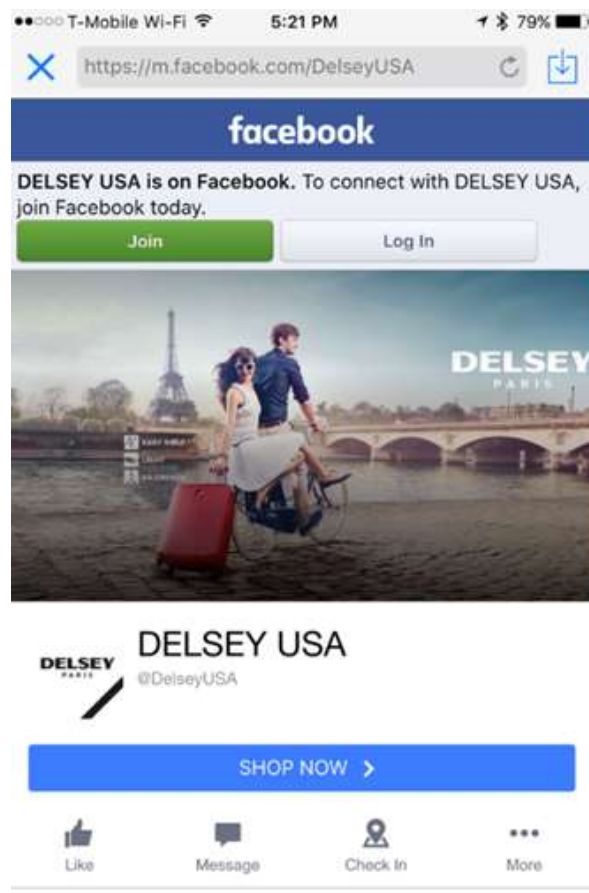 T-Mobile Wi-Fi 5:21 PM 79%
https://m.facebook.com/DelseyUSA
facebook
DELSEY USA is on Facebook. To connect with DELSEY USA,
join Facebook today.
Join Log In
DELSEY
PARIS
DELSEY USA
DELSEY
PARIS
@DelseyUSA
SHOP NOW >
Like Message Check In More